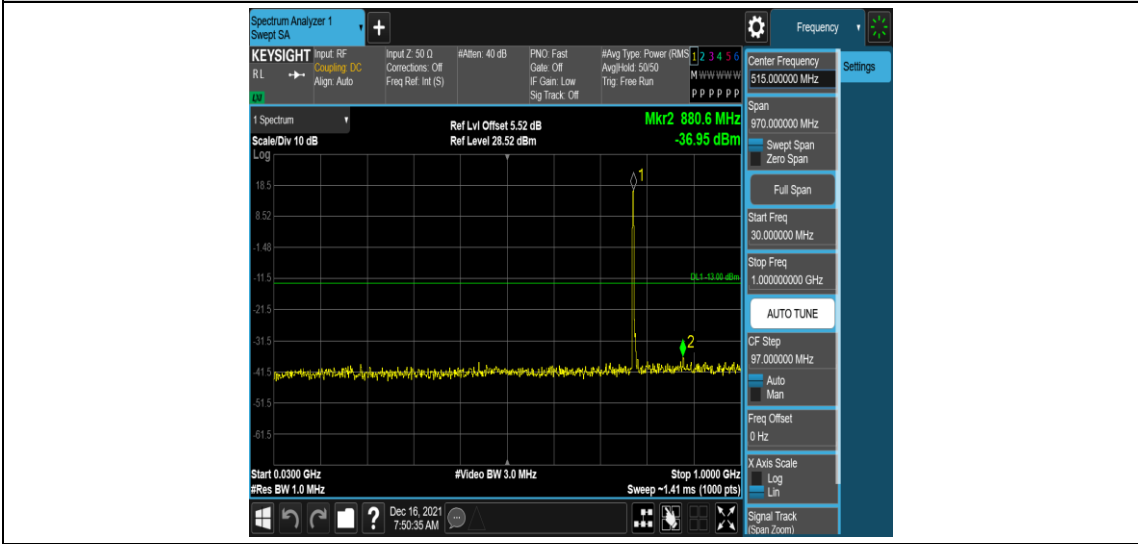 Spectrum Analyzer 1
Swept SA
Frequency
KEYSIGHT
RL
Input: RF
Coupling: DC
Align: Auto
Input Z: 50 Ω
Corrections: Off
Freq Ref: Int (S)
#Atten: 40 dB
PNO: Fast
Gate: Off
IF Gain: Low
Sig Track: Off
#Avg Type: Power (RMS
Avg|Hold: 50/50
Trig: Free Run
1 2 3 4 5 6
M W W W W W
P P P P P P
1 Spectrum
Scale/Div 10 dB
Log
Ref Lvl Offset 5.52 dB
Ref Level 28.52 dBm
Mkr2 880.6 MHz
-36.95 dBm
18.5
8.52
-1.48
-11.5
-21.5
-31.5
-41.5
-51.5
-61.5
1
DL1 -13.00 dBm
2
Start 0.0300 GHz
#Res BW 1.0 MHz
#Video BW 3.0 MHz
Stop 1.0000 GHz
Sweep ~1.41 ms (1000 pts)
?
Dec 16, 2021
7:50:35 AM
Center Frequency
515.000000 MHz
Settings
Span
970.000000 MHz
Swept Span
Zero Span
Full Span
Start Freq
30.000000 MHz
Stop Freq
1.000000000 GHz
AUTO TUNE
CF Step
97.000000 MHz
Auto
Man
Freq Offset
0 Hz
X Axis Scale
Log
Lin
Signal Track
(Span Zoom)